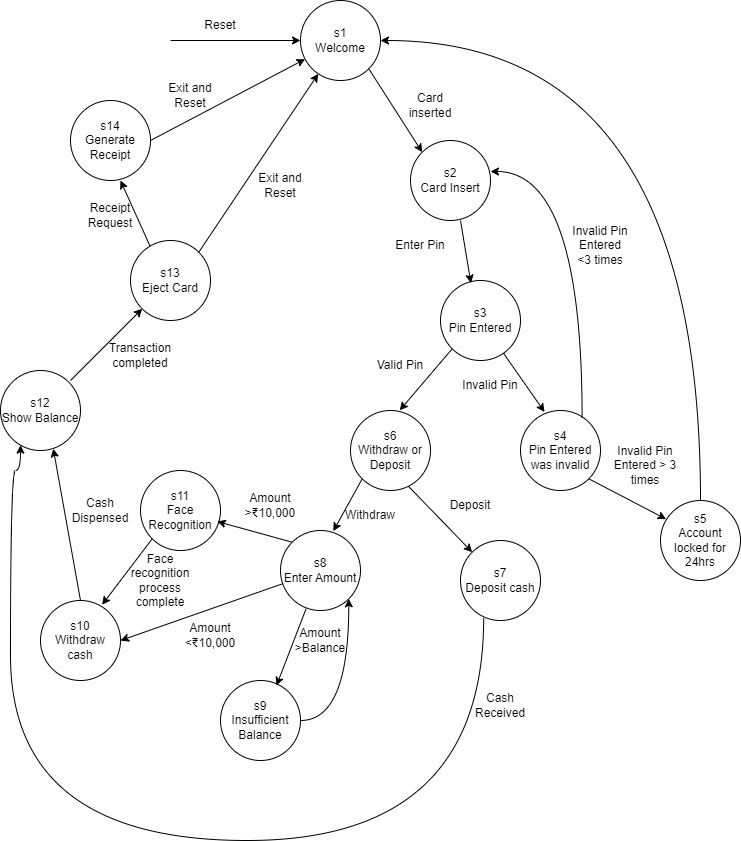 Reset
s1
Welcome
Exit and
Reset
Card
inserted
s14
Generate
Receipt
s2
Card Insert
Exit and
Reset
Receipt
Request
Enter Pin
Invalid Pin
Entered
<3 times
s13
Eject Card
s3
Pin Entered
Transaction
completed
Valid Pin
Invalid Pin
s12
Show Balance
s6
Withdraw or
Deposit
s4
Pin Entered
was invalid
Invalid Pin
Entered > 3
times
s11
Face
Recognition
Amount
>₹10,000
Cash
Dispensed
Withdraw
Deposit
s5
Account
locked for
24hrs
Face
recognition
process
complete
s8
Enter Amount
s7
Deposit cash
s10
Withdraw
cash
Amount
<₹10,000
Amount
>Balance
s9
Insufficient
Balance
Cash
Received